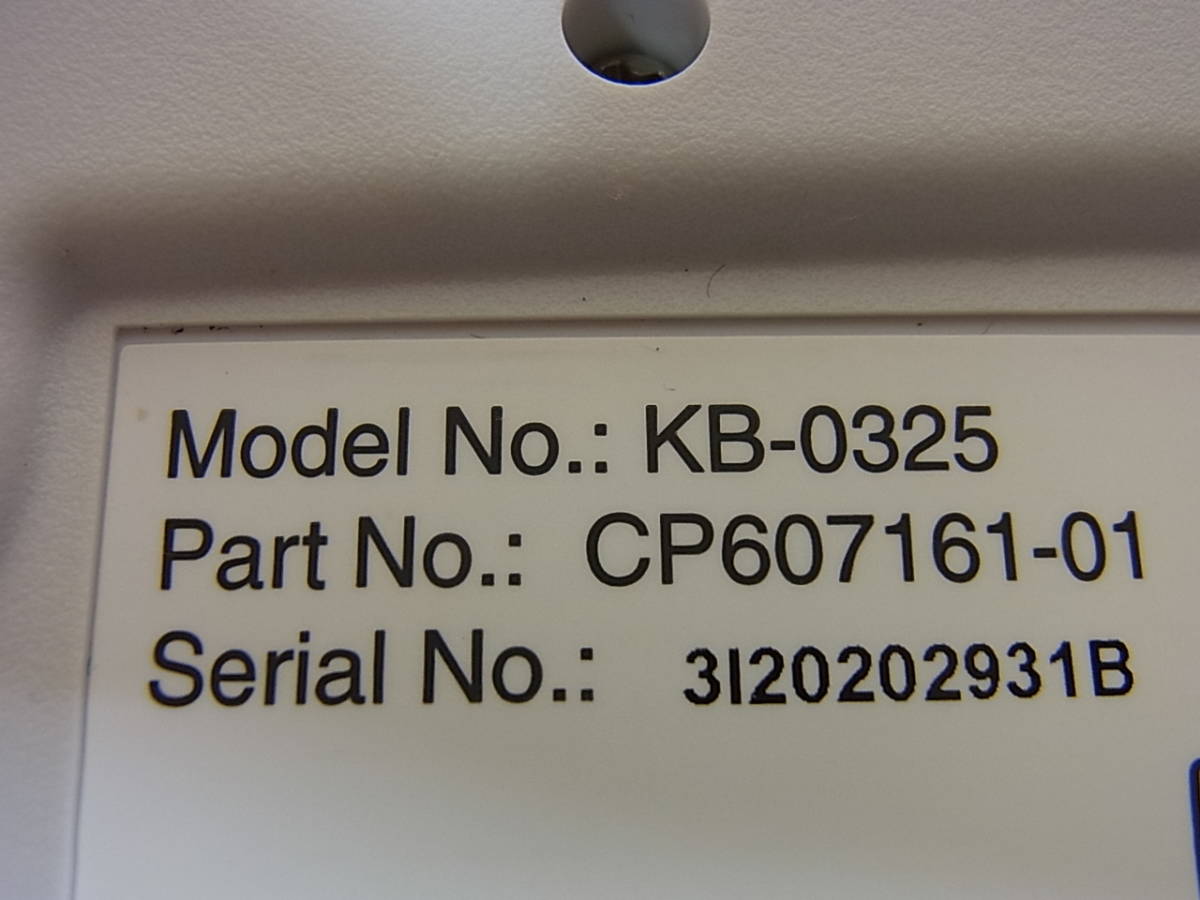 Model No.: KB-0325
Part No.: CP607161-01
Serial No.: 3I20202931B